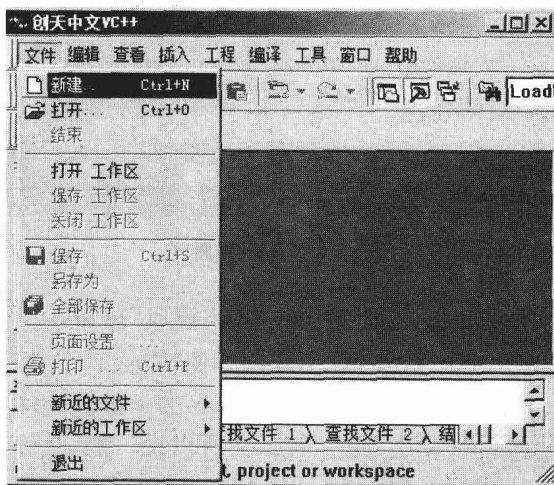 创天中文VC++
文件 编辑 查看 插入 工程 编译 工具 窗口 帮助
新建.. Ctrl+N
Load
打开... Ctrl+O
结束
打开 工作区
保存 工作区
关闭 工作区
保存 Ctrl+S
另存为
全部保存
页面设置 ...
打印 ... Ctrl+P
新近的文件
新近的工作区
查找文件 1 查找文件 2
退出
t, project or workspace